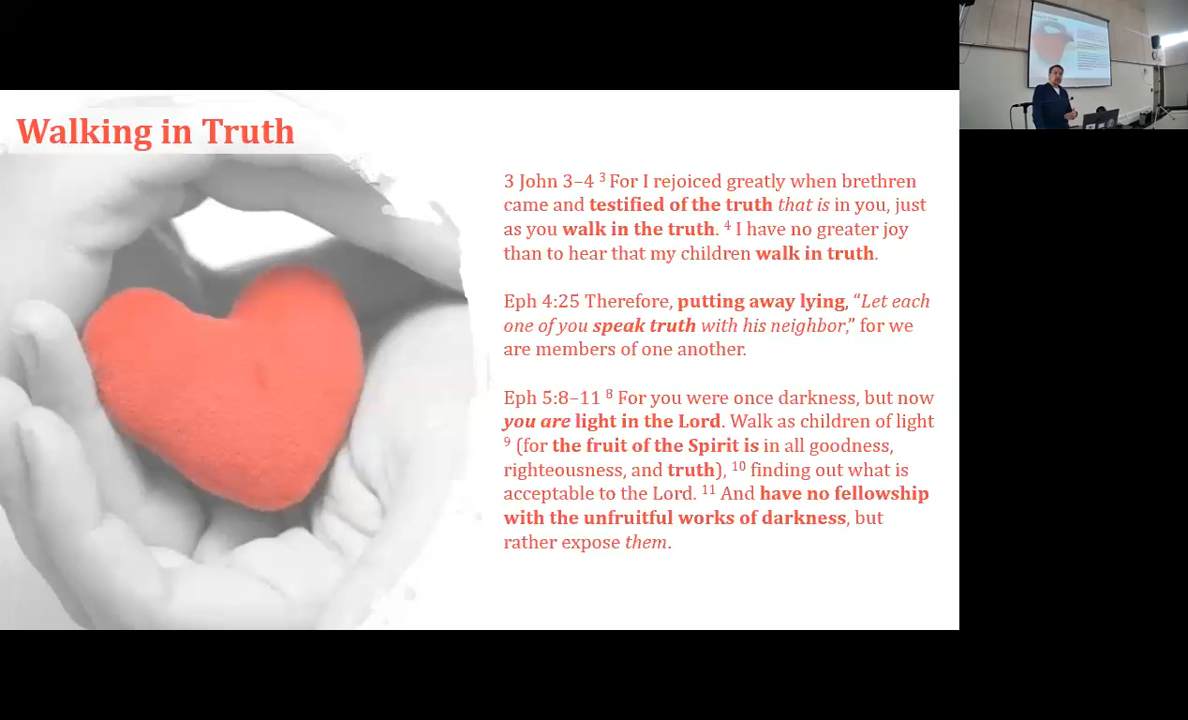 Walking in Truth
3 John 3–4 ³ For I rejoiced greatly when brethren
came and testified of the truth that is in you, just
as you walk in the truth. ⁴ I have no greater joy
than to hear that my children walk in truth.
Eph 4:25 Therefore, putting away lying, “Let each
one of you speak truth with his neighbor,” for we
are members of one another.
Eph 5:8–11 ⁸ For you were once darkness, but now
you are light in the Lord. Walk as children of light
⁹ (for the fruit of the Spirit is in all goodness,
righteousness, and truth), ¹⁰ finding out what is
acceptable to the Lord. ¹¹ And have no fellowship
with the unfruitful works of darkness, but
rather expose them.